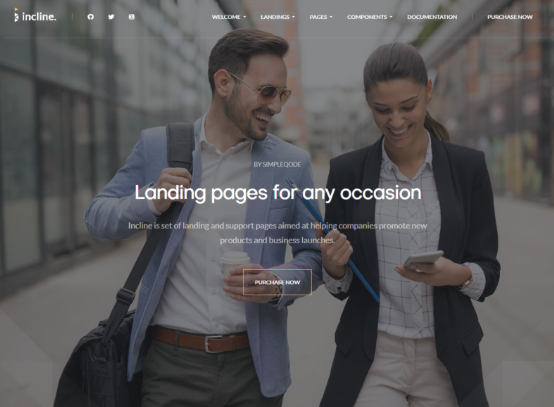 incline.
WELCOME LANDINGS PAGES COMPONENTS DOCUMENTATION PURCHASE NOW
BY SIMPLEQODE
Landing pages for any occasion
Incline is set of landing and support pages aimed at helping companies promote new
products and business launches.
PURCHASE NOW